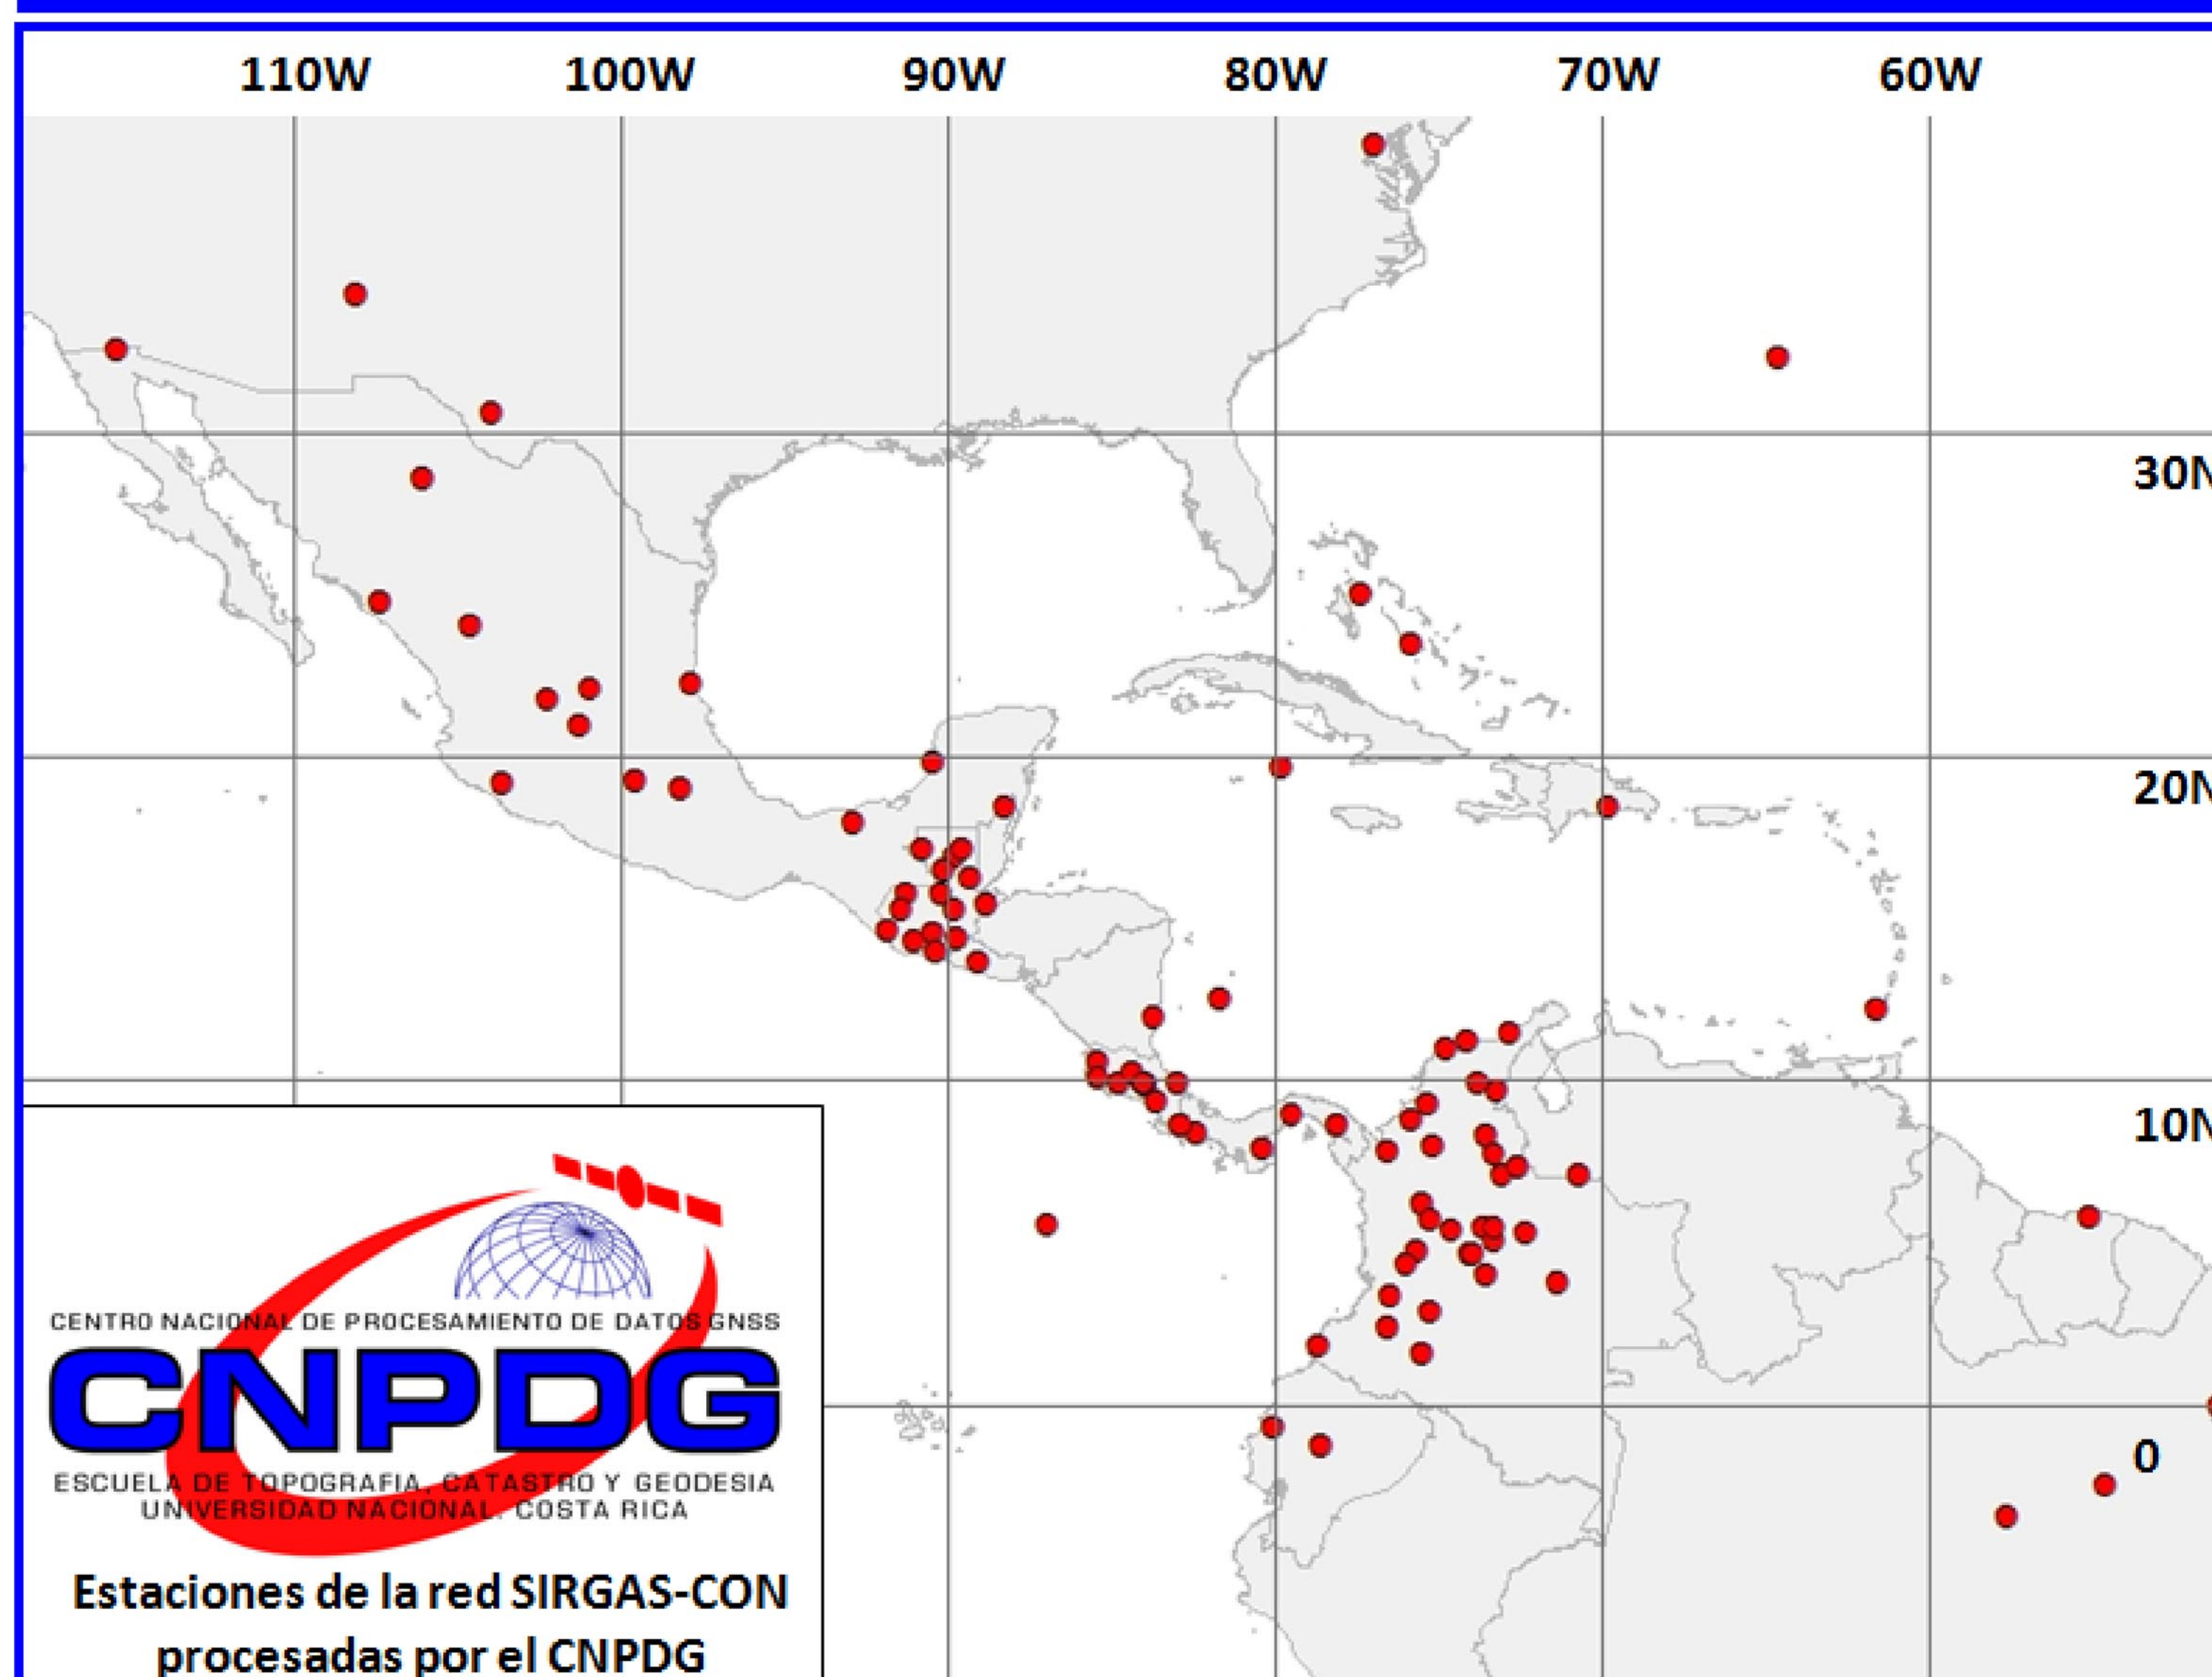 110W 100W 90W 80W 70W 60W
30N
20N
10N
0
CENTRO NACIONAL DE PROCESAMIENTO DE DATOS GNSS
CNPDG
ESCUELA DE TOPOGRAFIA, CATASTRO Y GEODESIA
UNIVERSIDAD NACIONAL, COSTA RICA
Estaciones de la red SIRGAS-CON
procesadas por el CNPDG